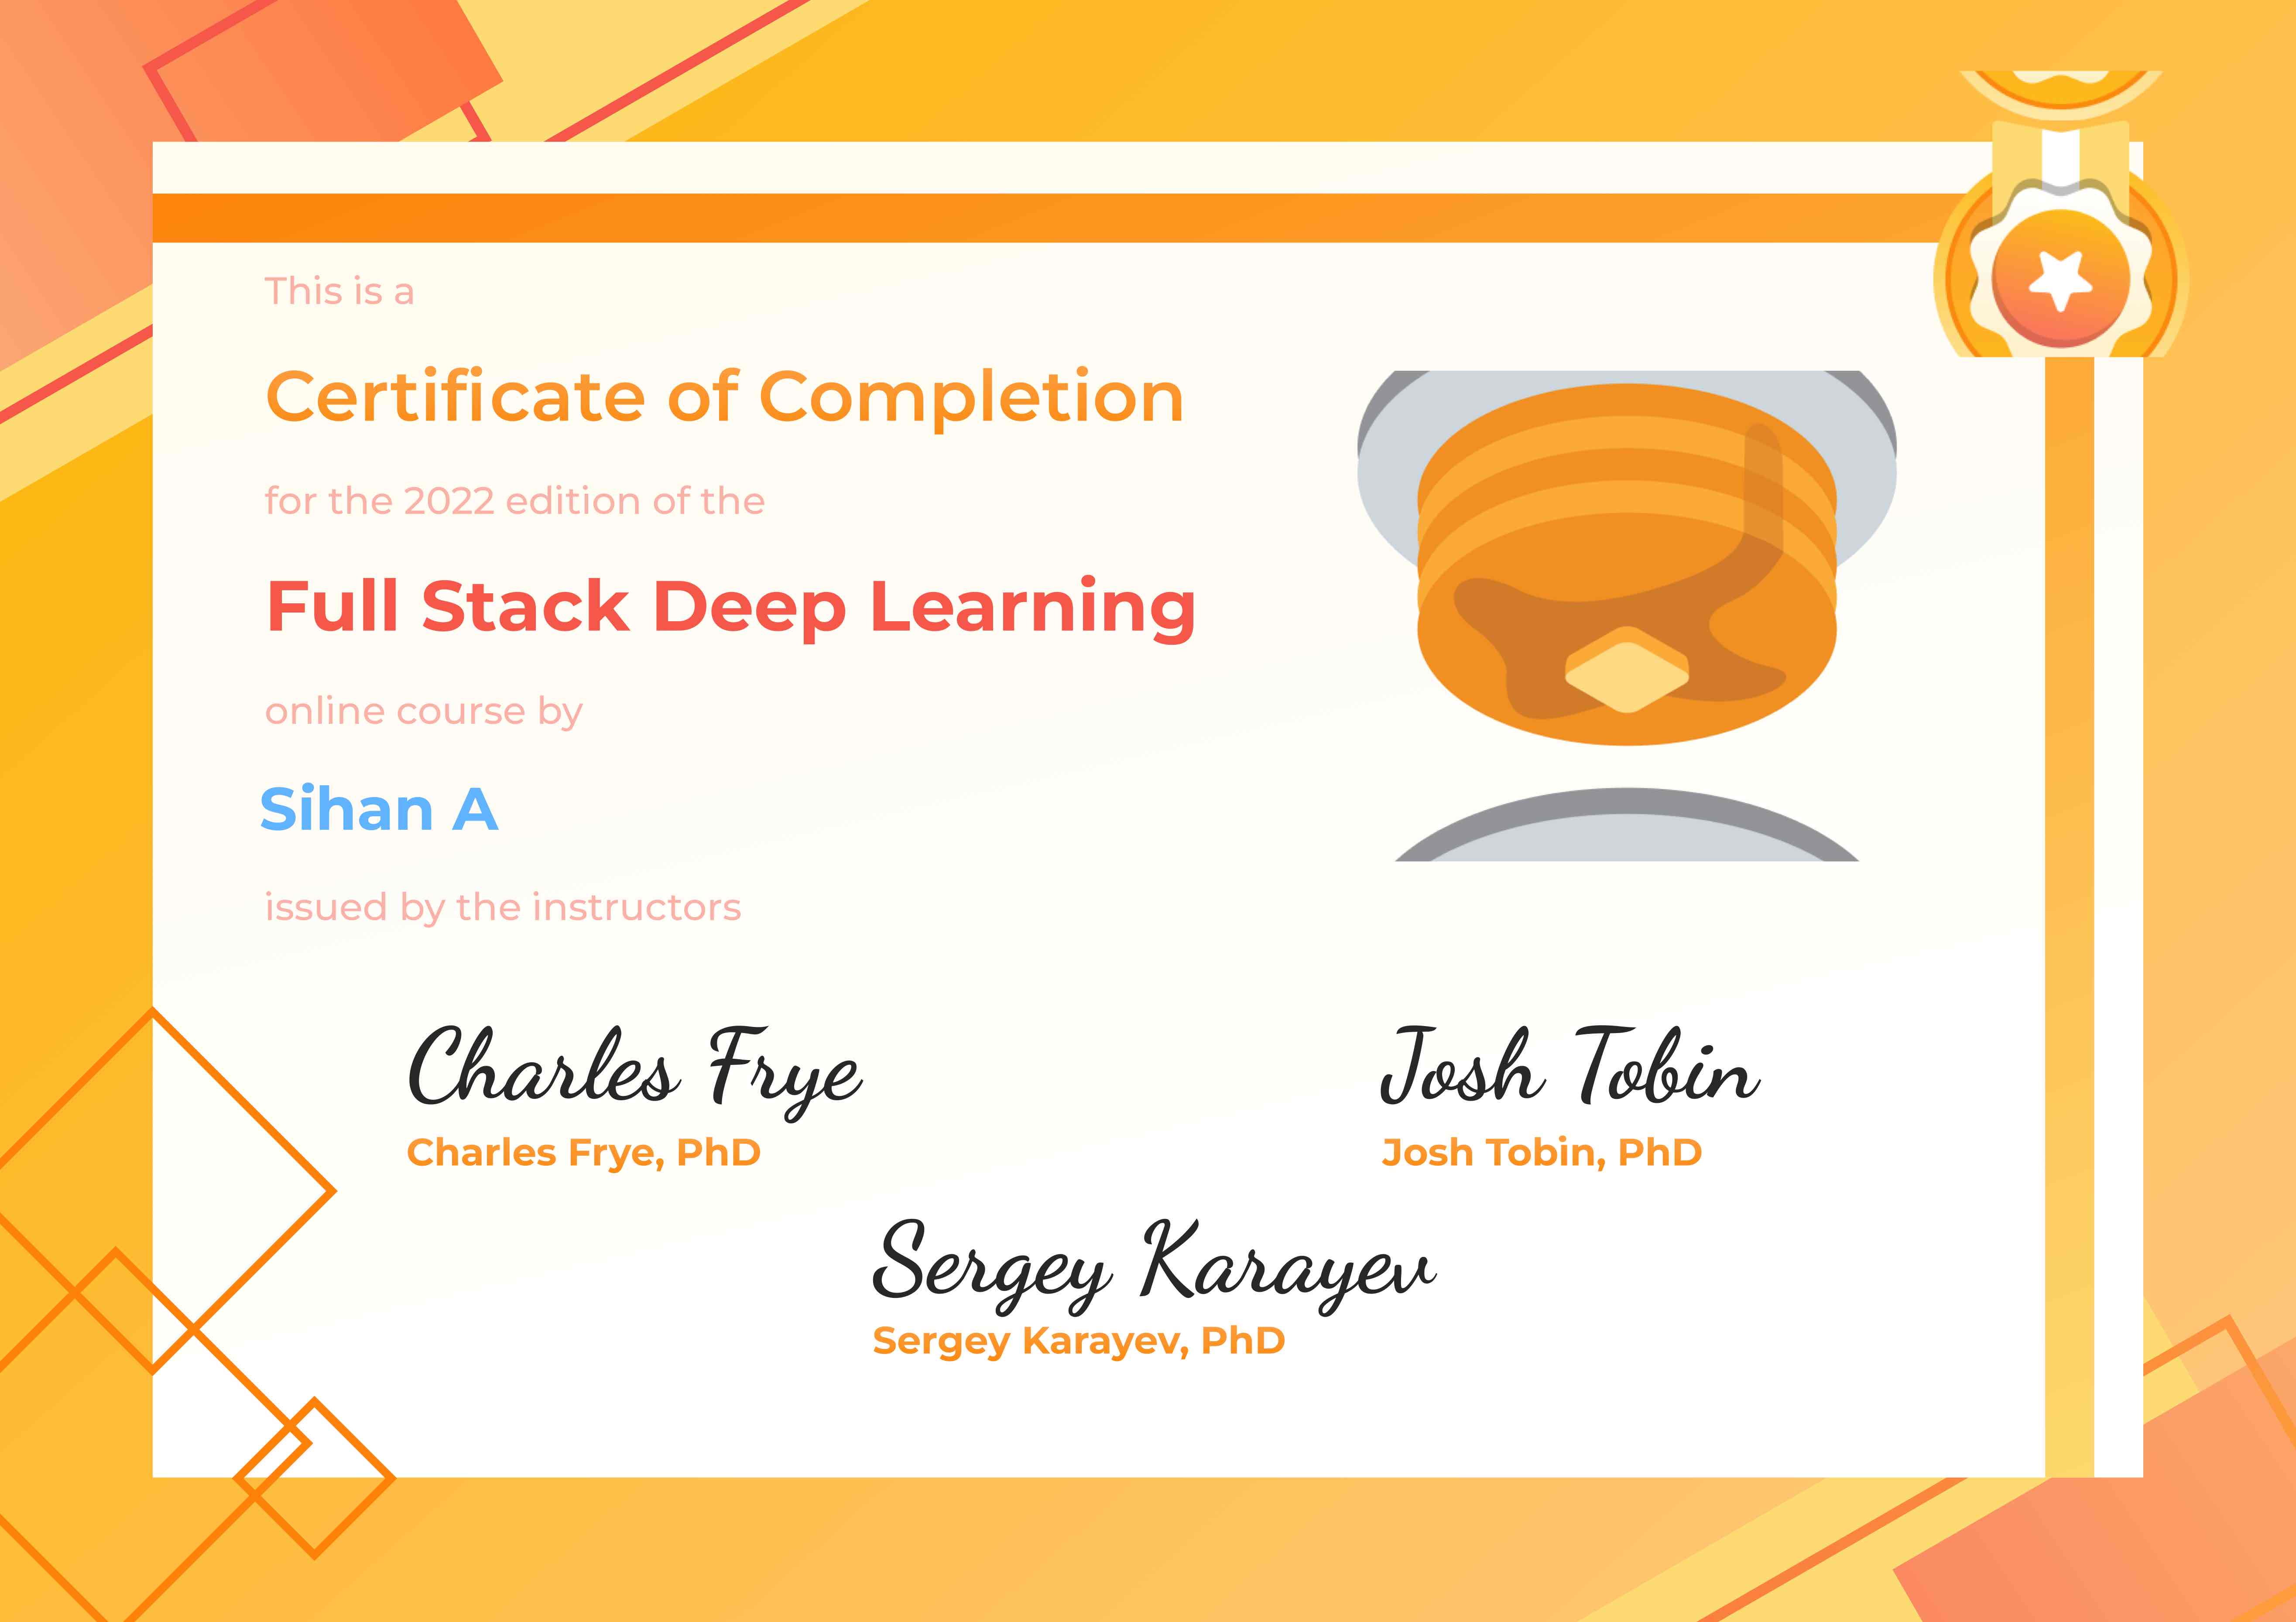 This is a
Certificate of Completion
for the 2022 edition of the
Full Stack Deep Learning
online course by
Sihan A
issued by the instructors
Charles Frye
Charles Frye, PhD
Josh Tobin
Josh Tobin, PhD
Sergey Karayev
Sergey Karayev, PhD